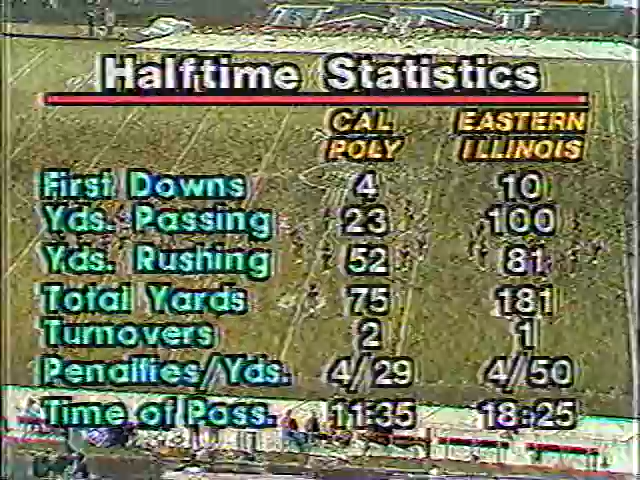 Halftime Statistics
CAL POLY EASTERN ILLINOIS
First Downs 4 10
Yds. Passing 23 100
Yds. Rushing 52 81
Total Yards 75 181
Turnovers 2 1
Penalties/Yds. 4/29 4/50
Time of Poss. 11:35 18:25